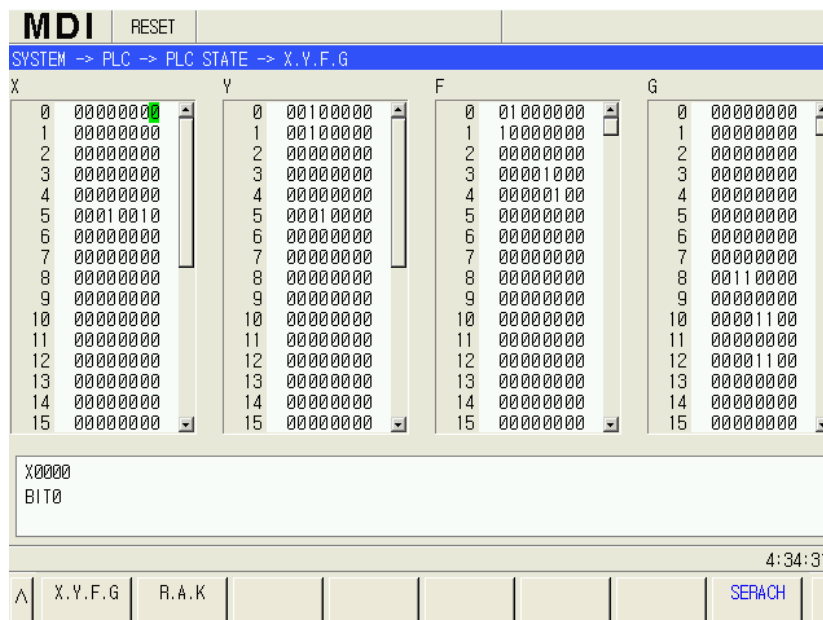 MDI RESET
SYSTEM -> PLC -> PLC STATE -> X.Y.F.G
X Y F G
0 00000000 0 00100000 0 01000000 0 00000000
1 00000000 1 00100000 1 10000000 1 00000000
2 00000000 2 00000000 2 00000000 2 00000000
3 00000000 3 00000000 3 00001000 3 00000000
4 00000000 4 00000000 4 00000100 4 00000000
5 00010010 5 00010000 5 00000000 5 00000000
6 00000000 6 00000000 6 00000000 6 00000000
7 00000000 7 00000000 7 00000000 7 00000000
8 00000000 8 00000000 8 00000000 8 00110000
9 00000000 9 00000000 9 00000000 9 00000000
10 00000000 10 00000000 10 00000000 10 00001100
11 00000000 11 00000000 11 00000000 11 00000000
12 00000000 12 00000000 12 00000000 12 00001100
13 00000000 13 00000000 13 00000000 13 00000000
14 00000000 14 00000000 14 00000000 14 00000000
15 00000000 15 00000000 15 00000000 15 00000000
X0000
BIT0
4:34:3
^ X.Y.F.G R.A.K SERACH